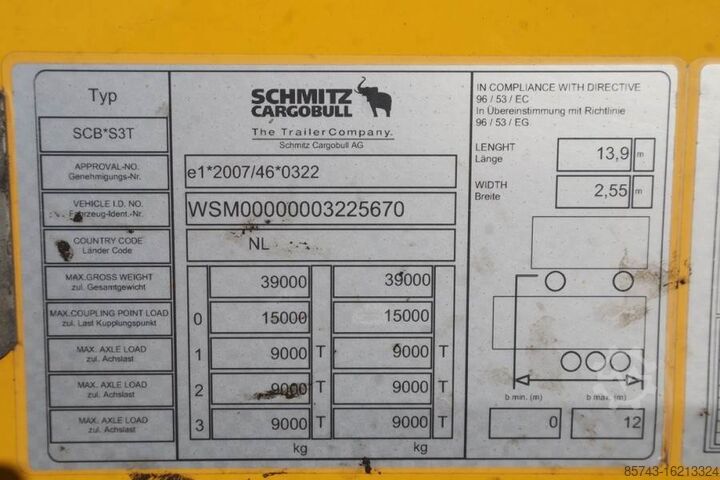 Typ
SCB*S3T
SCHMITZ
CARGOBULL
The Trailer Company.
Schmitz Cargobull AG
IN COMPLIANCE WITH DIRECTIVE
96 / 53 / EC
In Übereinstimmung mit Richtlinie
96 / 53 / EG
LENGHT
Länge
13,9 m
WIDTH
Breite
2,55 m
APPROVAL-NO.
Genehmigungs-Nr.
e1*2007/46*0322
VEHICLE I.D. NO.
Fahrzeug-Ident.-Nr.
WSM00000003225670
COUNTRY CODE
Länder Code
NL
MAX.GROSS WEIGHT
zul. Gesamtgewicht
39000 39000
MAX.COUPLING POINT LOAD
zul. Last Kupplungspunkt
0 15000 15000
MAX. AXLE LOAD
zul. Achslast
1 9000 T 9000 T
MAX. AXLE LOAD
zul. Achslast
2 9000 T 9000 T
MAX. AXLE LOAD
zul. Achslast
3 9000 T 9000 T
kg kg
b min. (m) b max. (m)
0 12
85743-16213324